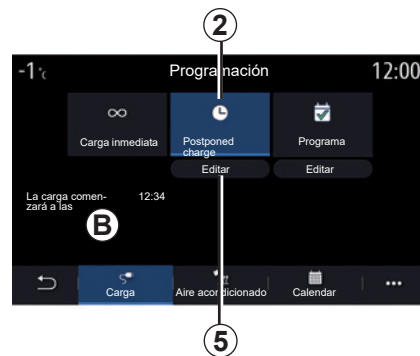 2
-1°c
Programación
12:00
Carga inmediata
Postponed
charge
Programa
Editar
Editar
La carga comen-
zará a las
12:34
B
Carga
Aire acondicionado
Calendar
5